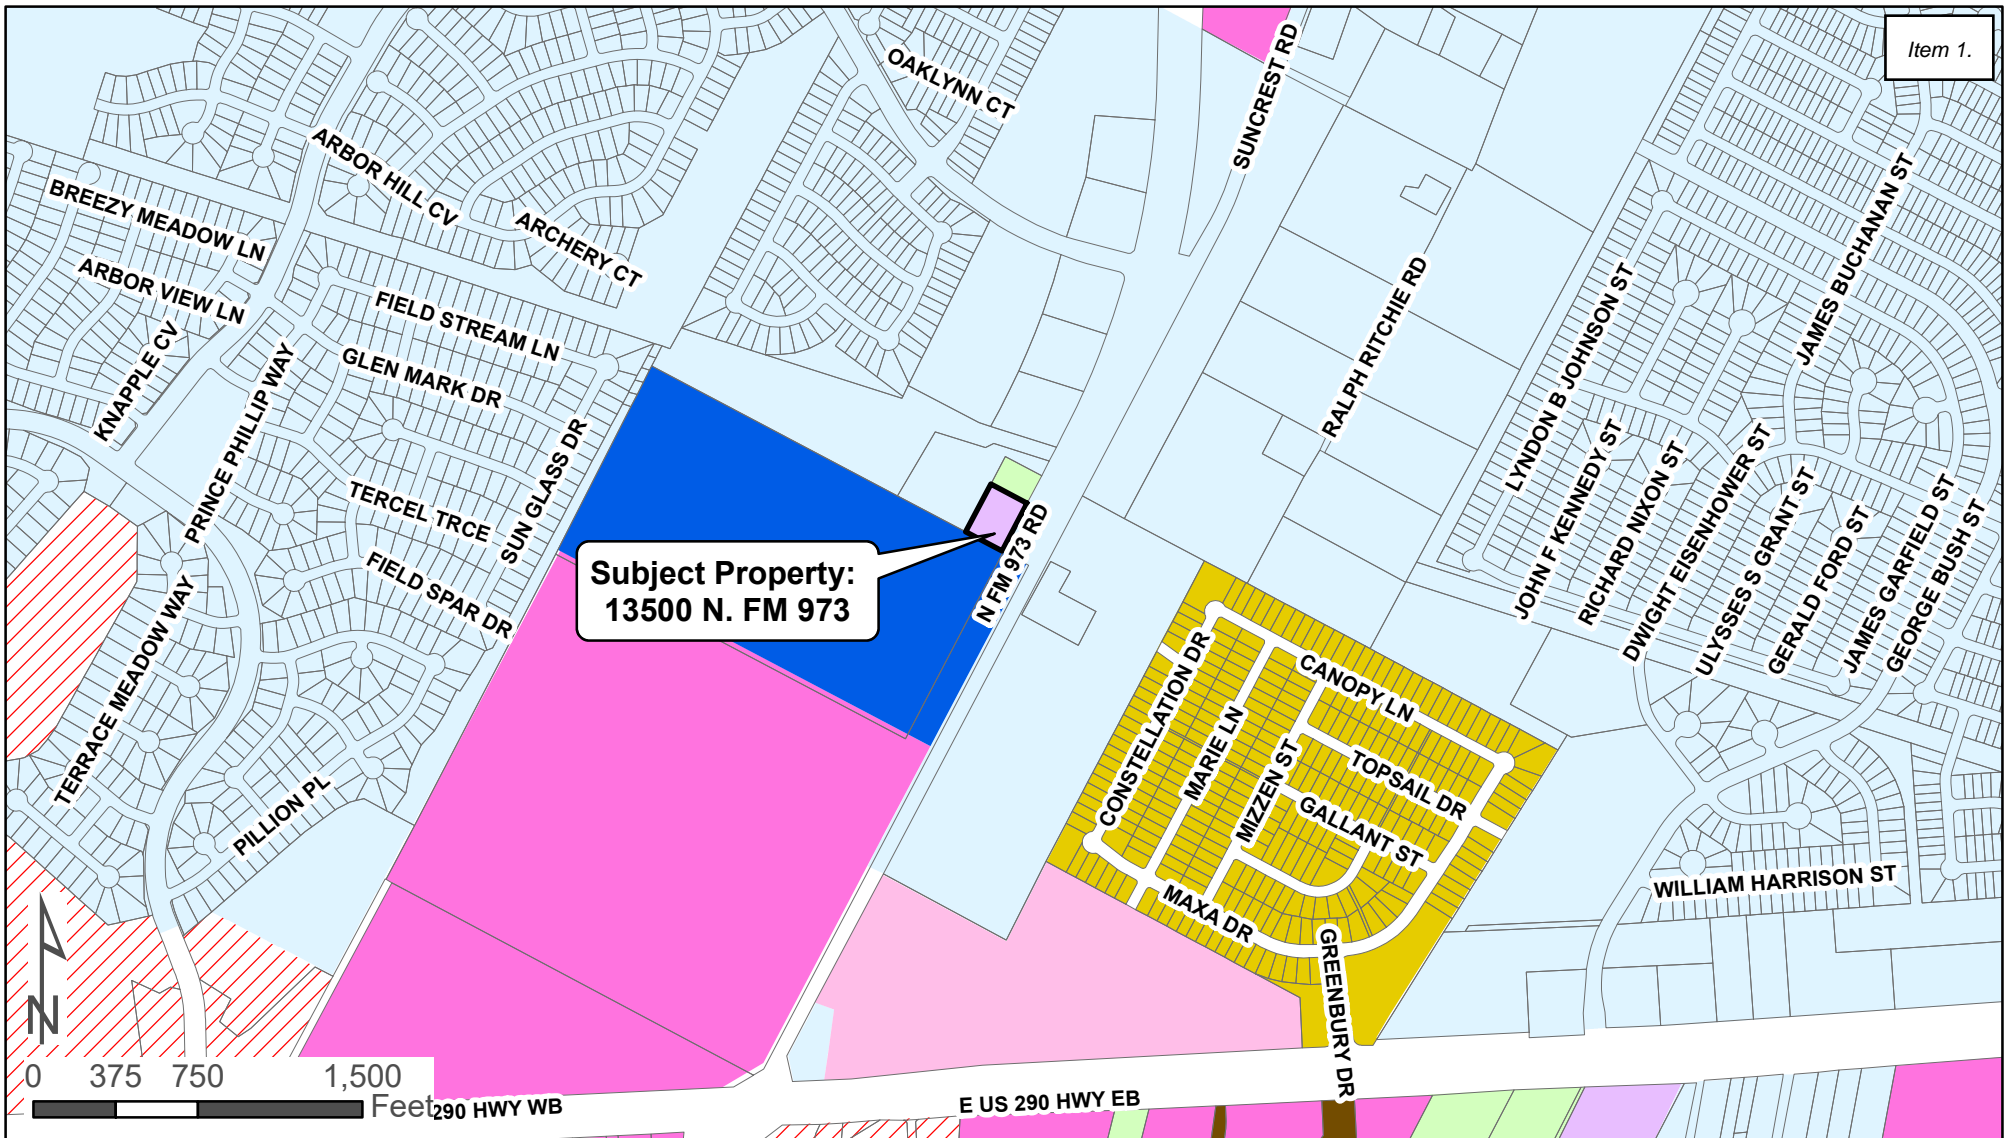 Item 1.
OAKLYNN CT
SUNCREST RD
ARBOR HILL CV
BREEZY MEADOW LN
ARCHERY CT
ARBOR VIEW LN
JAMES BUCHANAN ST
FIELD STREAM LN
KNAPPLE CV
GLEN MARK DR
PRINCE PHILLIP WAY
RALPH RITCHIE RD
LYNDON B JOHNSON ST
SUN GLASS DR
TERCEL TRCE
JOHN F KENNEDY ST
RICHARD NIXON ST
DWIGHT EISENHOWER ST
ULYSSES S GRANT ST
GERALD FORD ST
JAMES GARFIELD ST
GEORGE BUSH ST
N FM 973 RD
Subject Property:
13500 N. FM 973
FIELD SPAR DR
TERRACE MEADOW WAY
CONSTELLATION DR
CANOPY LN
MARIE LN
MIZZEN ST
TOPSAIL DR
GALLANT ST
PILLION PL
MAXA DR
WILLIAM HARRISON ST
GREENBURY DR
N
0 375 750 1,500
Feet
290 HWY WB
E US 290 HWY EB